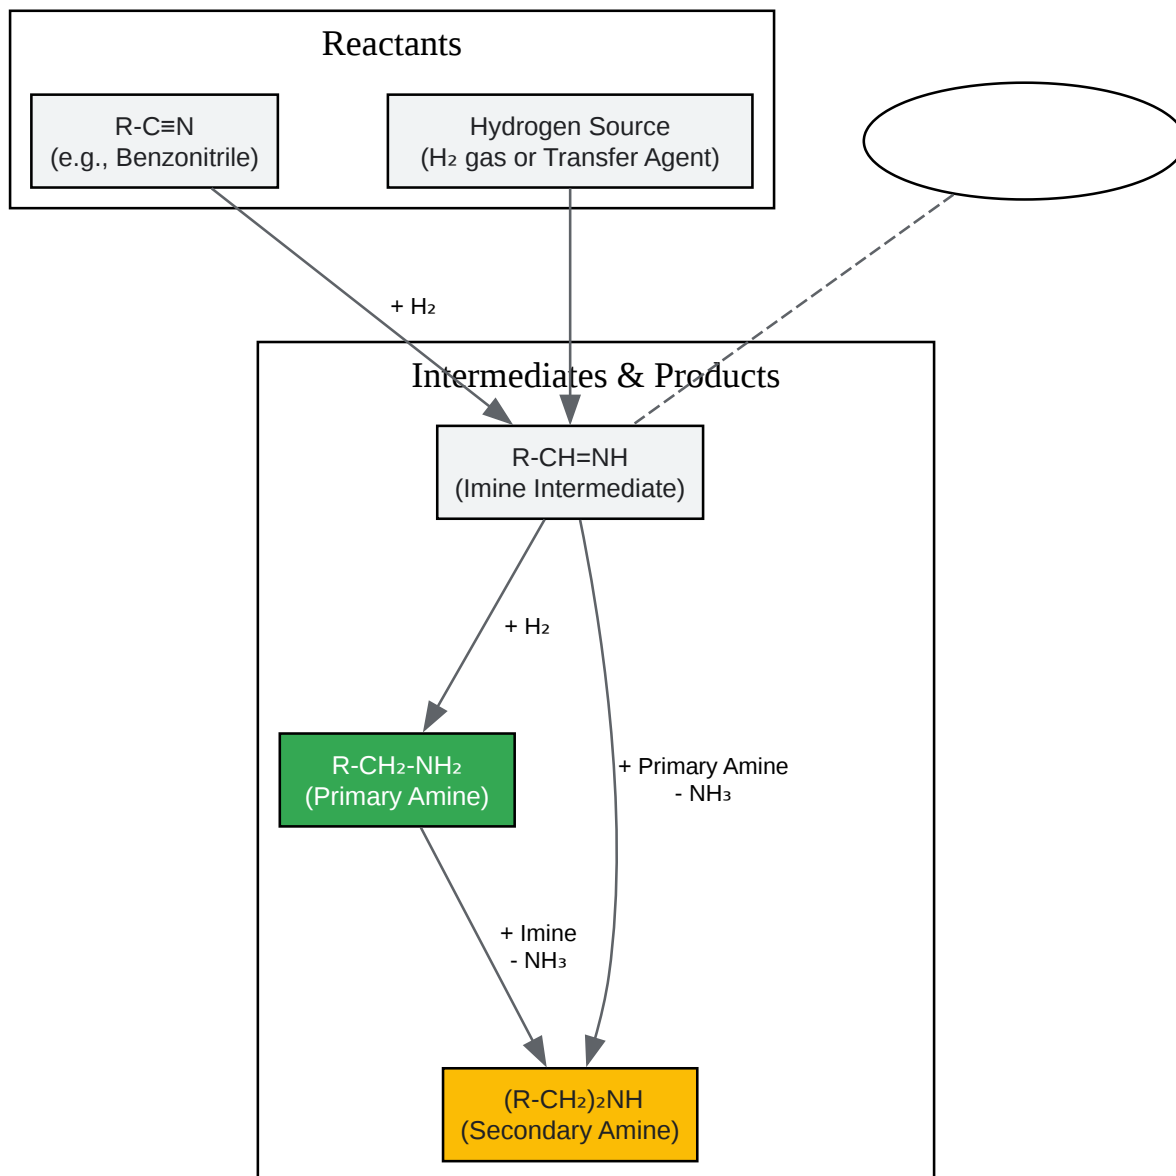 Reactants
R-C≡N
(e.g., Benzonitrile)
Hydrogen Source
(H₂ gas or Transfer Agent)
+ H₂
Intermediates & Products
R-CH=NH
(Imine Intermediate)
+ H₂
R-CH₂-NH₂
(Primary Amine)
+ Primary Amine
- NH₃
+ Imine
- NH₃
(R-CH₂)₂NH
(Secondary Amine)